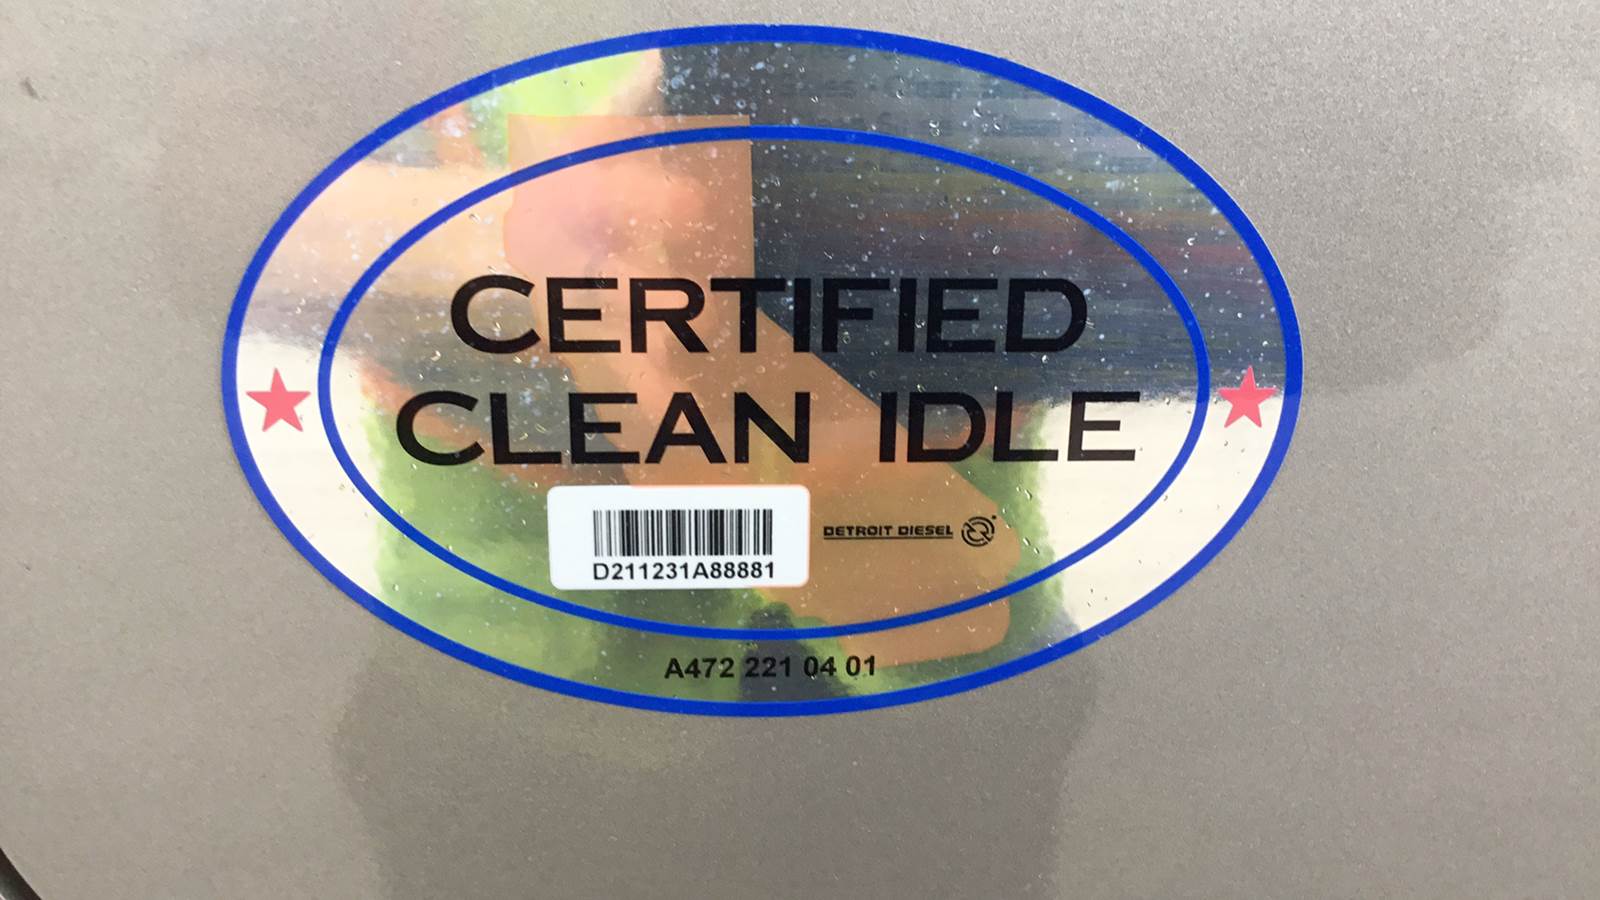 CERTIFIED
CLEAN IDLE
DETROIT DIESEL
D211231A88881
A472 221 04 01